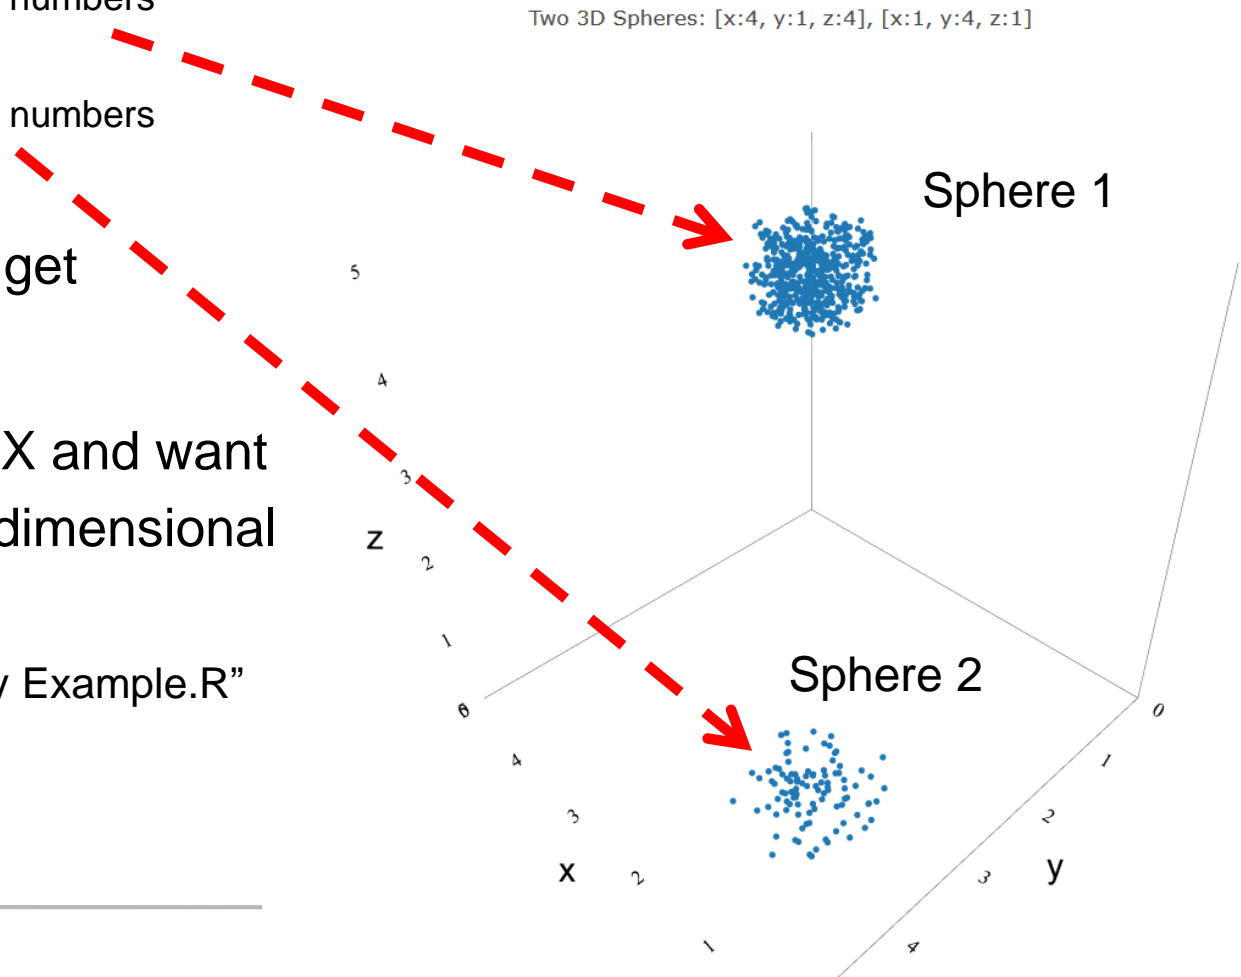 numbers
numbers
get
X and want
dimensional
y Example.R”
Two 3D Spheres: [x:4, y:1, z:4], [x:1, y:4, z:1]
Sphere 1
5
4
3
z
2
1
0
4
3
x
2
1
Sphere 2
0
1
2
y
3
4